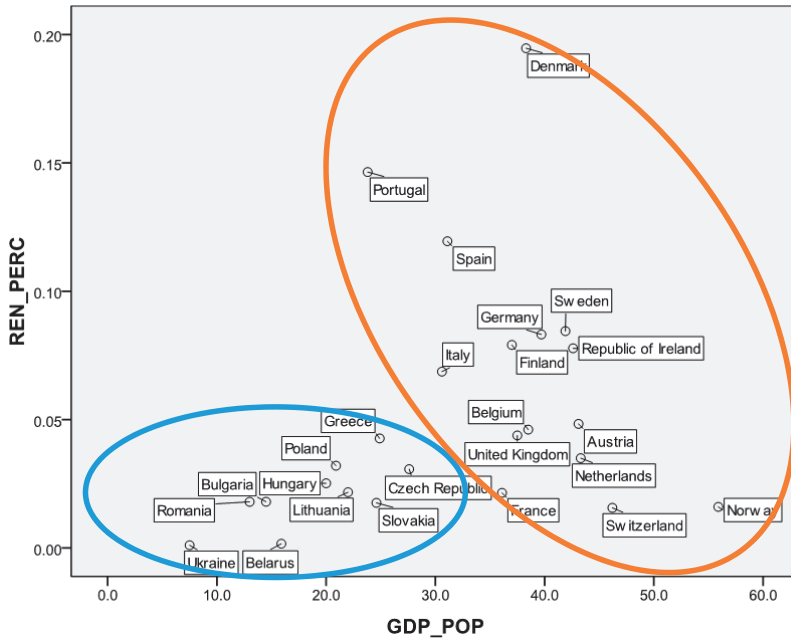 0.20
Denmark
0.15
Portugal
Spain
REN_PERC
0.10
Sweden
Germany
Republic of Ireland
Italy
Finland
0.05
Greece
Belgium
Austria
United Kingdom
Poland
Netherlands
Bulgaria
Hungary
Czech Republic
Romania
Lithuania
Slovakia
France
Switzerland
Norway
0.00
Ukraine
Belarus
0.0 10.0 20.0 30.0 40.0 50.0 60.0
GDP_POP